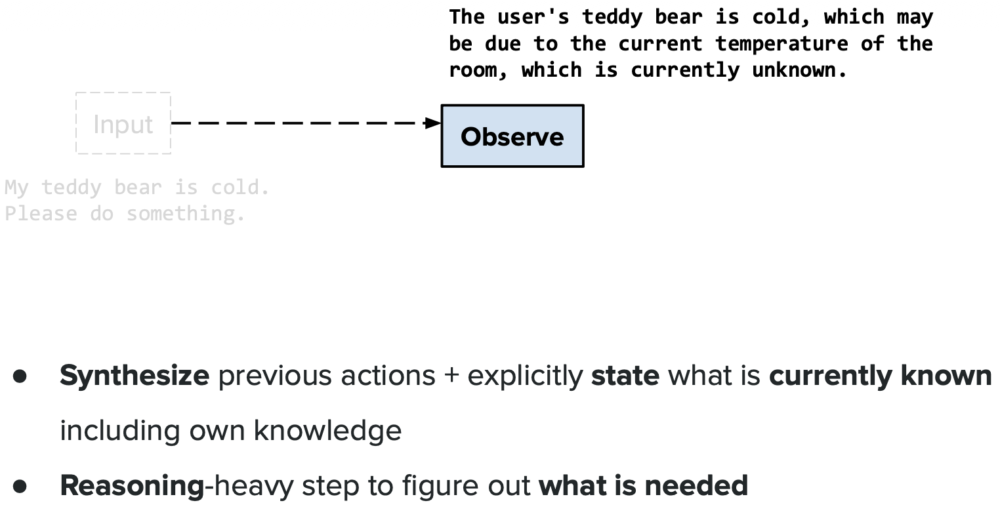 The user's teddy bear is cold, which may
be due to the current temperature of the
room, which is currently unknown.
Input
Observe
My teddy bear is cold.
Please do something.
● Synthesize previous actions + explicitly state what is currently known
including own knowledge
● Reasoning-heavy step to figure out what is needed